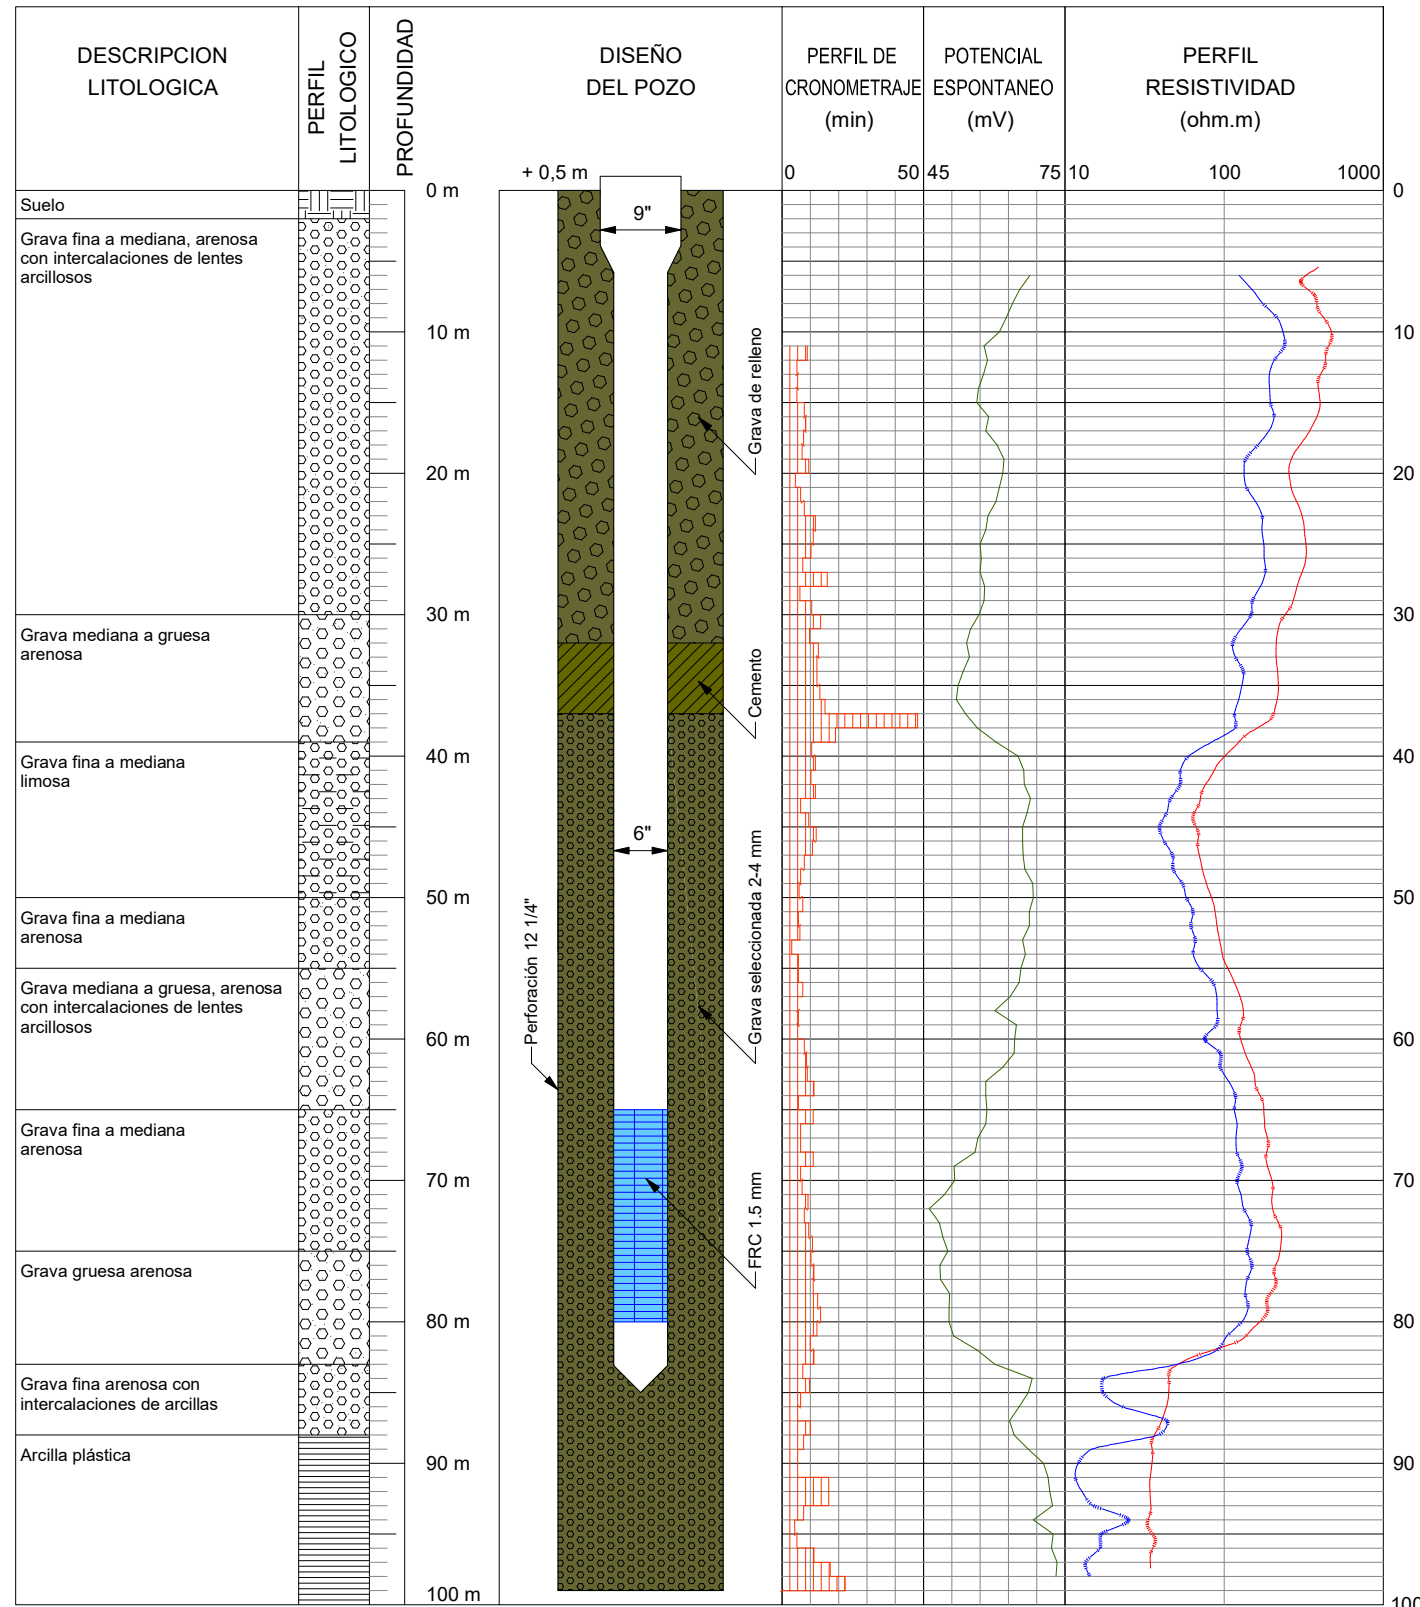 DESCRIPCION
LITOLOGICA
PERFIL
LITOLOGICO
PROFUNDIDAD
DISEÑO
DEL POZO
PERFIL DE
CRONOMETRAJE
(min)
POTENCIAL
ESPONTANEO
(mV)
PERFIL
RESISTIVIDAD
(ohm.m)
+ 0,5 m
0
50
45
75
10
100
1000
0 m
0
Suelo
9"
Grava fina a mediana, arenosa
con intercalaciones de lentes
arcillosos
10 m
10
Grava de relleno
20 m
20
30 m
30
Grava mediana a gruesa
arenosa
Cemento
40 m
40
Grava fina a mediana
limosa
6"
50 m
50
Grava fina a mediana
arenosa
Perforación 12 1/4"
Grava seleccionada 2-4 mm
Grava mediana a gruesa, arenosa
con intercalaciones de lentes
arcillosos
60 m
60
Grava fina a mediana
arenosa
70 m
70
FRC 1.5 mm
Grava gruesa arenosa
80 m
80
Grava fina arenosa con
intercalaciones de arcillas
Arcilla plástica
90 m
90
100 m
100